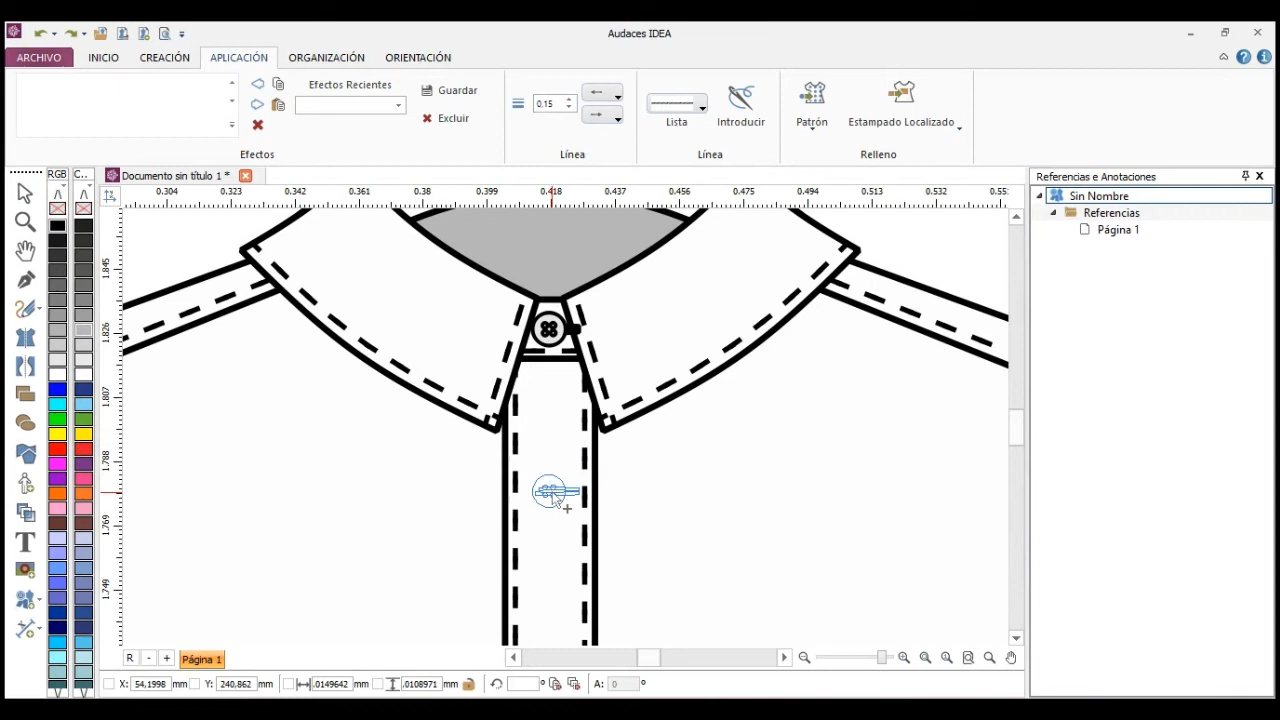 Audaces IDEA
ARCHIVO INICIO CREACIÓN APLICACIÓN ORGANIZACIÓN ORIENTACIÓN
Efectos Recientes
Guardar
Excluir
0.15
Lista
Introducir
Patrón
Estampado Localizado
Efectos Línea Línea Relleno
RGB C... Documento sin título 1 * Referencias e Anotaciones
0.304 0.323 0.342 0.361 0.38 0.399 0.418 0.437 0.456 0.475 0.494 0.513 0.532 0.55:
Sin Nombre
Referencias
Página 1
1.845
1.826
1.807
1.788
1.769
1.749
R - + Página 1
X: 54,1998 mm Y: 240,862 mm .0149642 mm .0108971 mm º A: 0 º